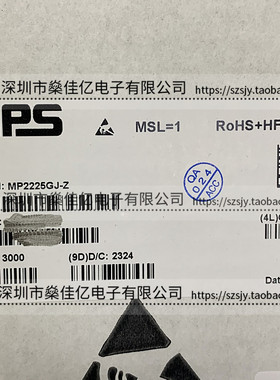 深圳市燊佳亿电子有限公司 https://szsjy.taobao
PS MSL=1 RoHS+HF
: MP2225GJ-Z
QA
024
ACC
深圳市燊佳亿电子有限公司 https://szsjy.taobao
(4L)
3000 (9D)D/C: 2324
Dat
深圳市燊佳亿电子有限公司 https://szsjy.taobao